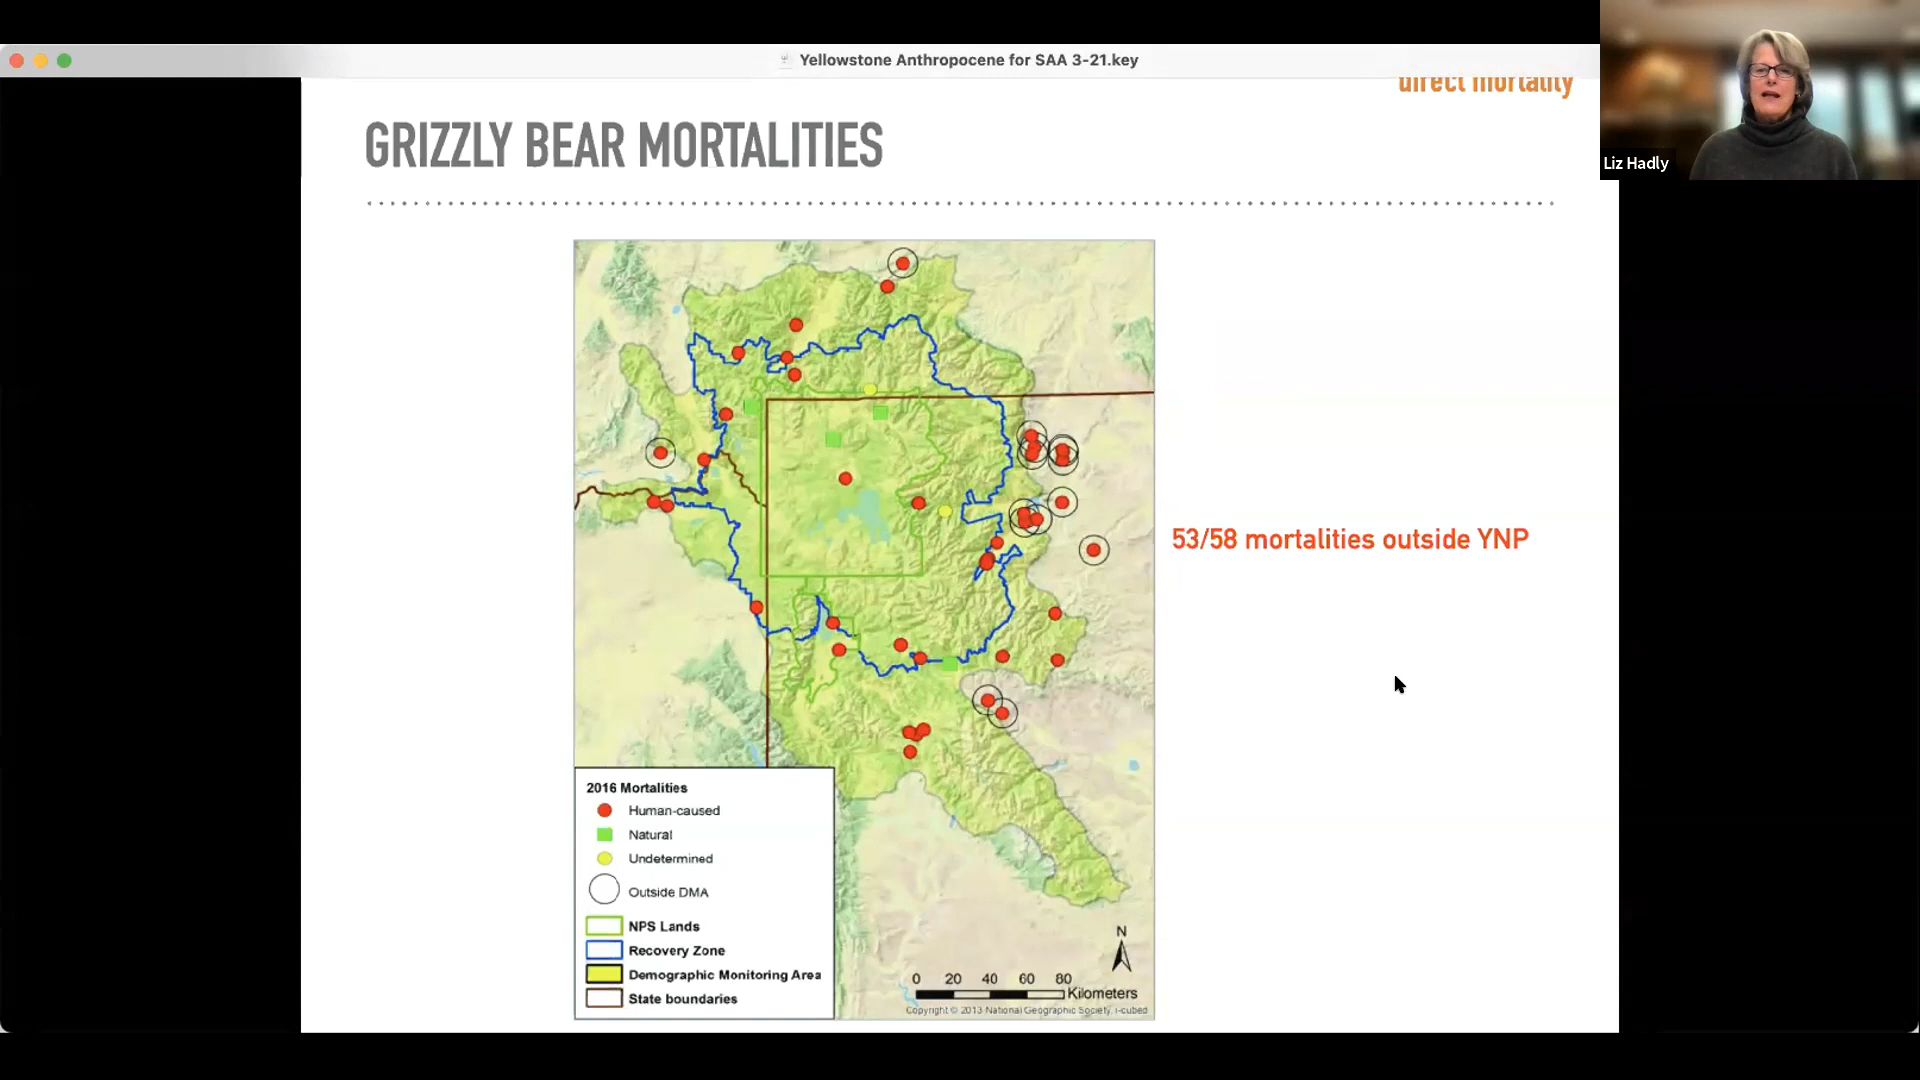 Yellowstone Anthropocene for SAA 3-21.key
direct mortality
Liz Hadly
GRIZZLY BEAR MORTALITIES
53/58 mortalities outside YNP
2016 Mortalities
Human-caused
Natural
Undetermined
Outside DMA
NPS Lands
Recovery Zone
Demographic Monitoring Area
State boundaries
N
0 20 40 60 80
Kilometers
Copyright © 2013 National Geographic Society, i-cubed